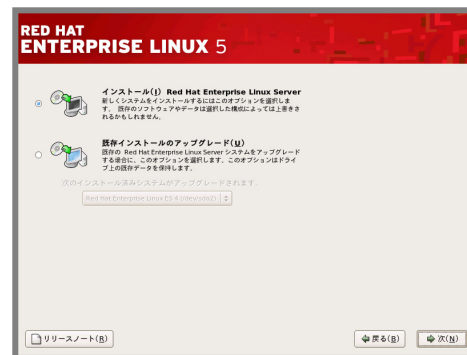 RED HAT
ENTERPRISE LINUX 5
インストール(I) Red Hat Enterprise Linux Server
新しくシステムをインストールするにはこのオプションを選択しま
す。 既存のソフトウェアやデータは選択した構成によっては上書きさ
れるかもしれません。
既存インストールのアップグレード(U)
既存の Red Hat Enterprise Linux Server システムをアップグレード
する場合に、このオプションを選択します。このオプションはドライ
ブ上の既存データを保持します。
次のインストール済みシステムがアップグレードされます。
Red Hat Enterprise Linux ES 4 (/dev/sda2)
リリースノート(R)
戻る(B)
次(N)